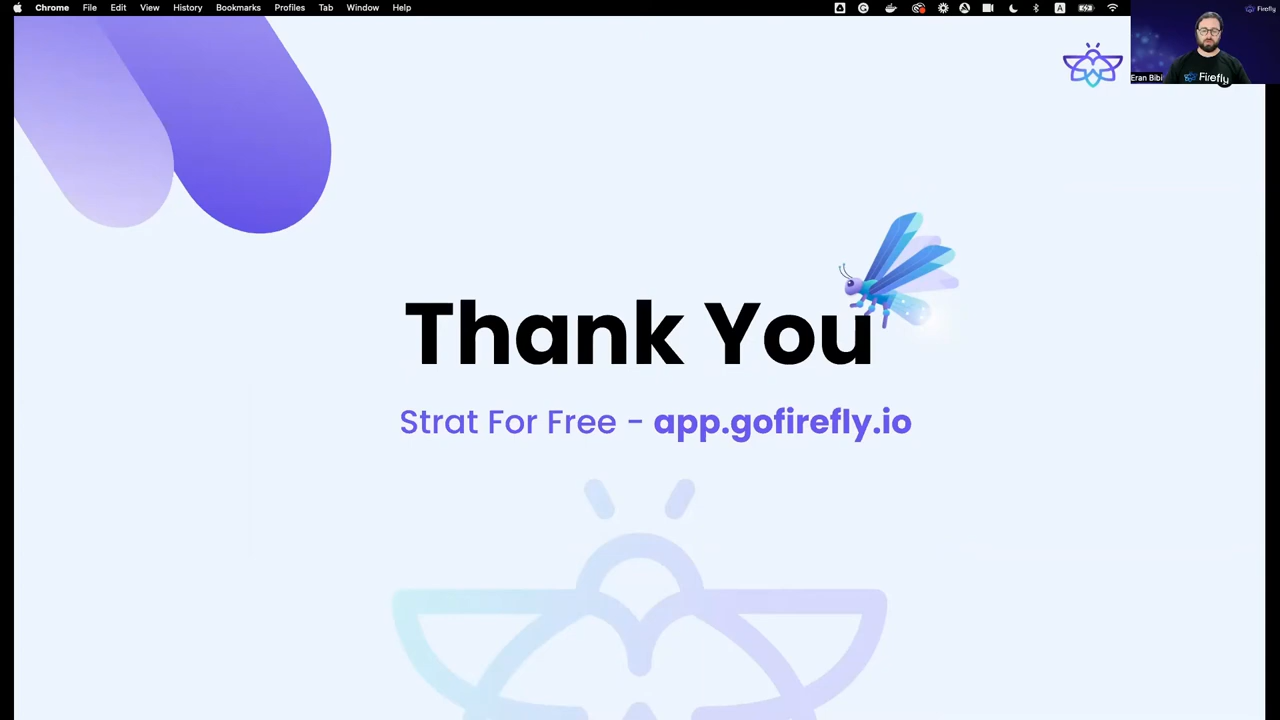 Chrome File Edit View History Bookmarks Profiles Tab Window Help
Firefly
Eran Bibi
Firefly
Thank You
Strat For Free - app.gofirefly.io